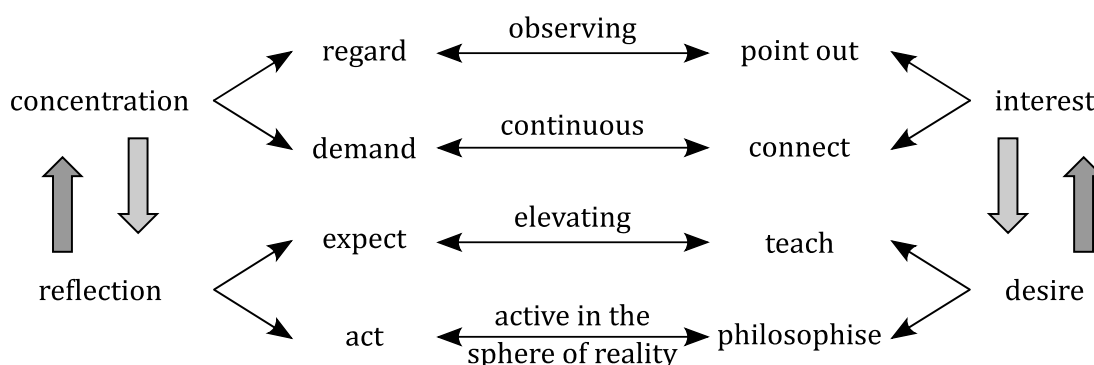 observing
regard
point out
concentration
interest
continuous
demand
connect
elevating
expect
teach
reflection
desire
active in the
act
philosophise
sphere of reality